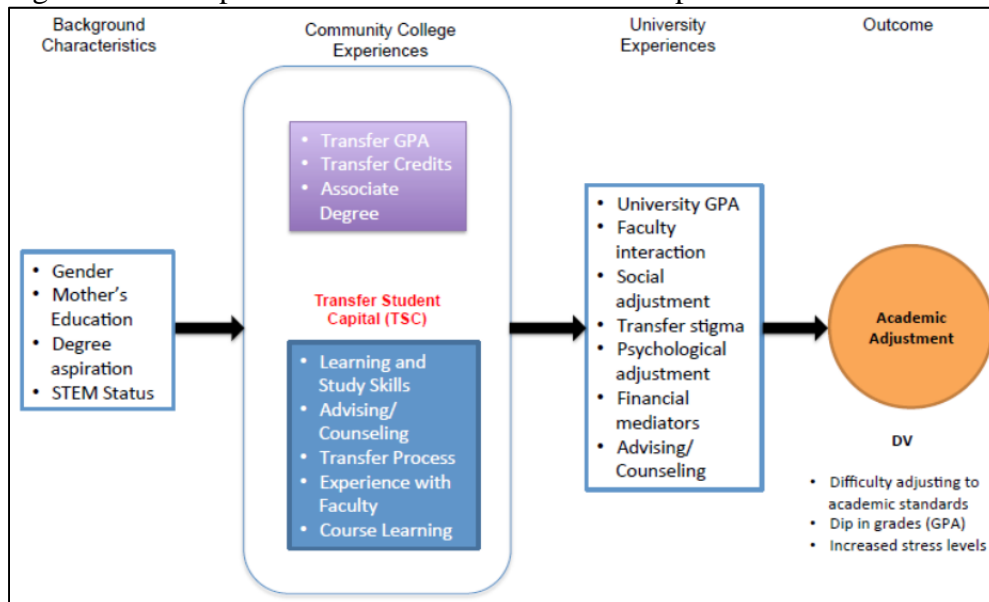 Background
Characteristics
Community College
Experiences
University
Experiences
Outcome
• Gender
• Mother's
Education
• Degree
aspiration
• STEM Status
• Transfer GPA
• Transfer Credits
• Associate
Degree
Transfer Student
Capital (TSC)
• Learning and
Study Skills
• Advising/
Counseling
• Transfer Process
• Experience with
Faculty
• Course Learning
• University GPA
• Faculty
interaction
• Social
adjustment
• Transfer stigma
• Psychological
adjustment
• Financial
mediators
• Advising/
Counseling
Academic
Adjustment
DV
• Difficulty adjusting to
academic standards
• Dip in grades (GPA)
• Increased stress levels